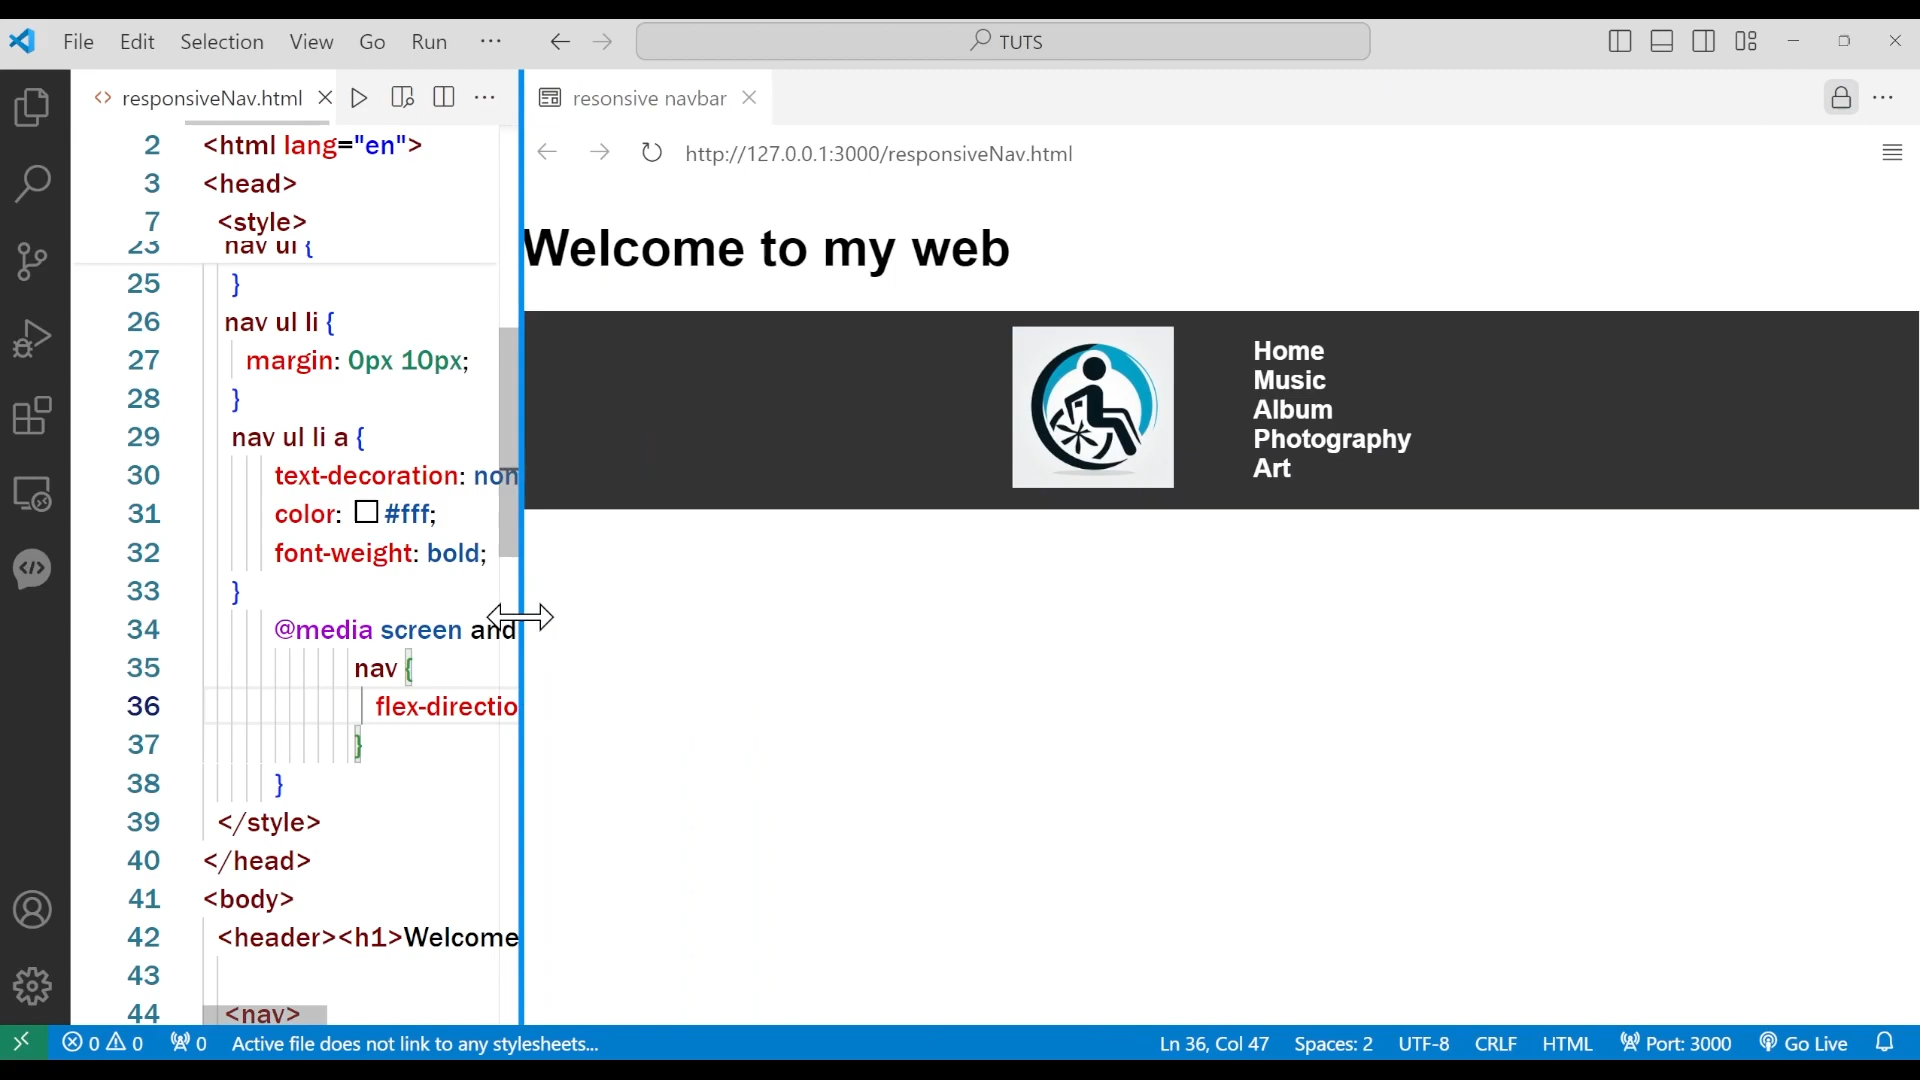 File Edit Selection View Go Run ··· TUTS
responsiveNav.html resonsive navbar
http://127.0.0.1:3000/responsiveNav.html
2 <html lang="en">
3 <head>
7 <style>
23 nav ul {
25 }
26 nav ul li {
27 margin: 0px 10px;
28 }
29 nav ul li a {
30 text-decoration: non
31 color: #fff;
32 font-weight: bold;
33 }
34 @media screen and
35 nav {
36 flex-directio
37 }
38 }
39 </style>
40 </head>
41 <body>
42 <header><h1>Welcome
43
44 <nav>
Welcome to my web
Home
Music
Album
Photography
Art
0 0 0 Active file does not link to any stylesheets... Ln 36, Col 47 Spaces: 2 UTF-8 CRLF HTML Port: 3000 Go Live